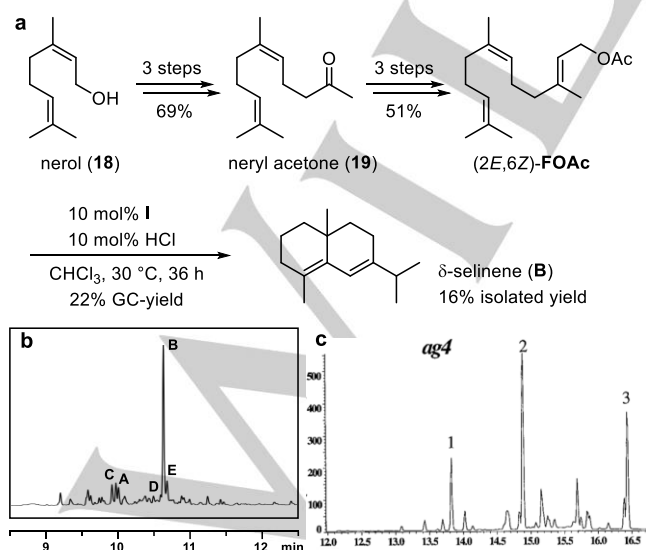 a
OH
3 steps
69%
O
3 steps
51%
OAc
nerol (18)
neryl acetone (19)
(2E,6Z)-FOAc
10 mol% I
10 mol% HCl
CHCl3, 30 °C, 36 h
22% GC-yield
δ-selinene (B)
16% isolated yield
b
B
C
A
D
E
9
10
11
12
min
c
ag4
500
400
300
200
100
0
1
2
3
12.0
12.5
13.0
13.5
14.0
14.5
15.0
15.5
16.0
16.5